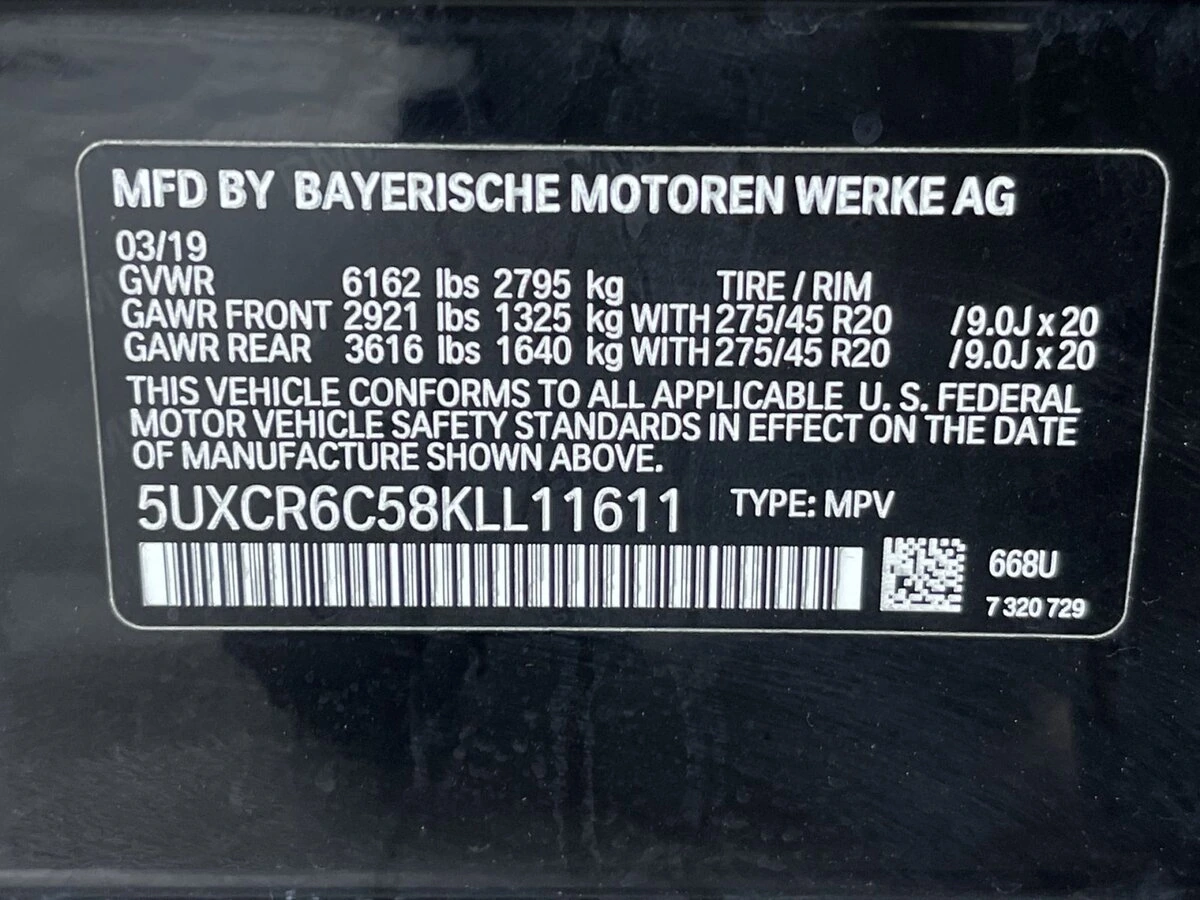 MFD BY BAYERISCHE MOTOREN WERKE AG
03/19
GVWR 6162 lbs 2795 kg TIRE / RIM
GAWR FRONT 2921 lbs 1325 kg WITH 275/45 R20 /9.0J x 20
GAWR REAR 3616 lbs 1640 kg WITH 275/45 R20 /9.0J x 20
THIS VEHICLE CONFORMS TO ALL APPLICABLE U. S. FEDERAL
MOTOR VEHICLE SAFETY STANDARDS IN EFFECT ON THE DATE
OF MANUFACTURE SHOWN ABOVE.
5UXCR6C58KLL11611 TYPE: MPV
668U
7 320 729